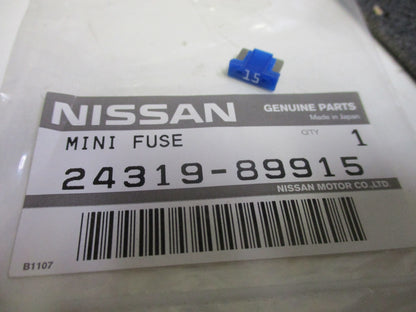 15
NISSAN GENUINE PARTS
Made in Japan
MINI FUSE QTY 1
24319-89915
NISSAN MOTOR CO.,LTD.
B1107